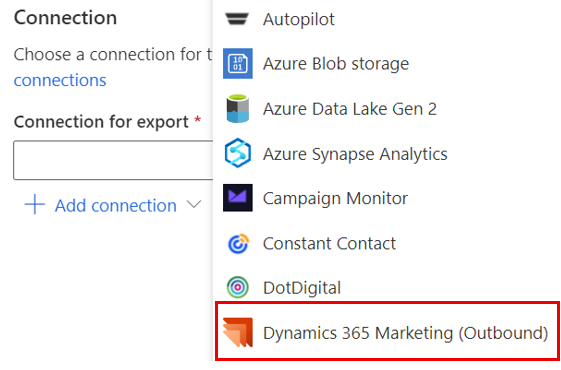 Connection
Choose a connection for t
connections
Connection for export *
Add connection
Autopilot
Azure Blob storage
Azure Data Lake Gen 2
Azure Synapse Analytics
Campaign Monitor
Constant Contact
DotDigital
Dynamics 365 Marketing (Outbound)